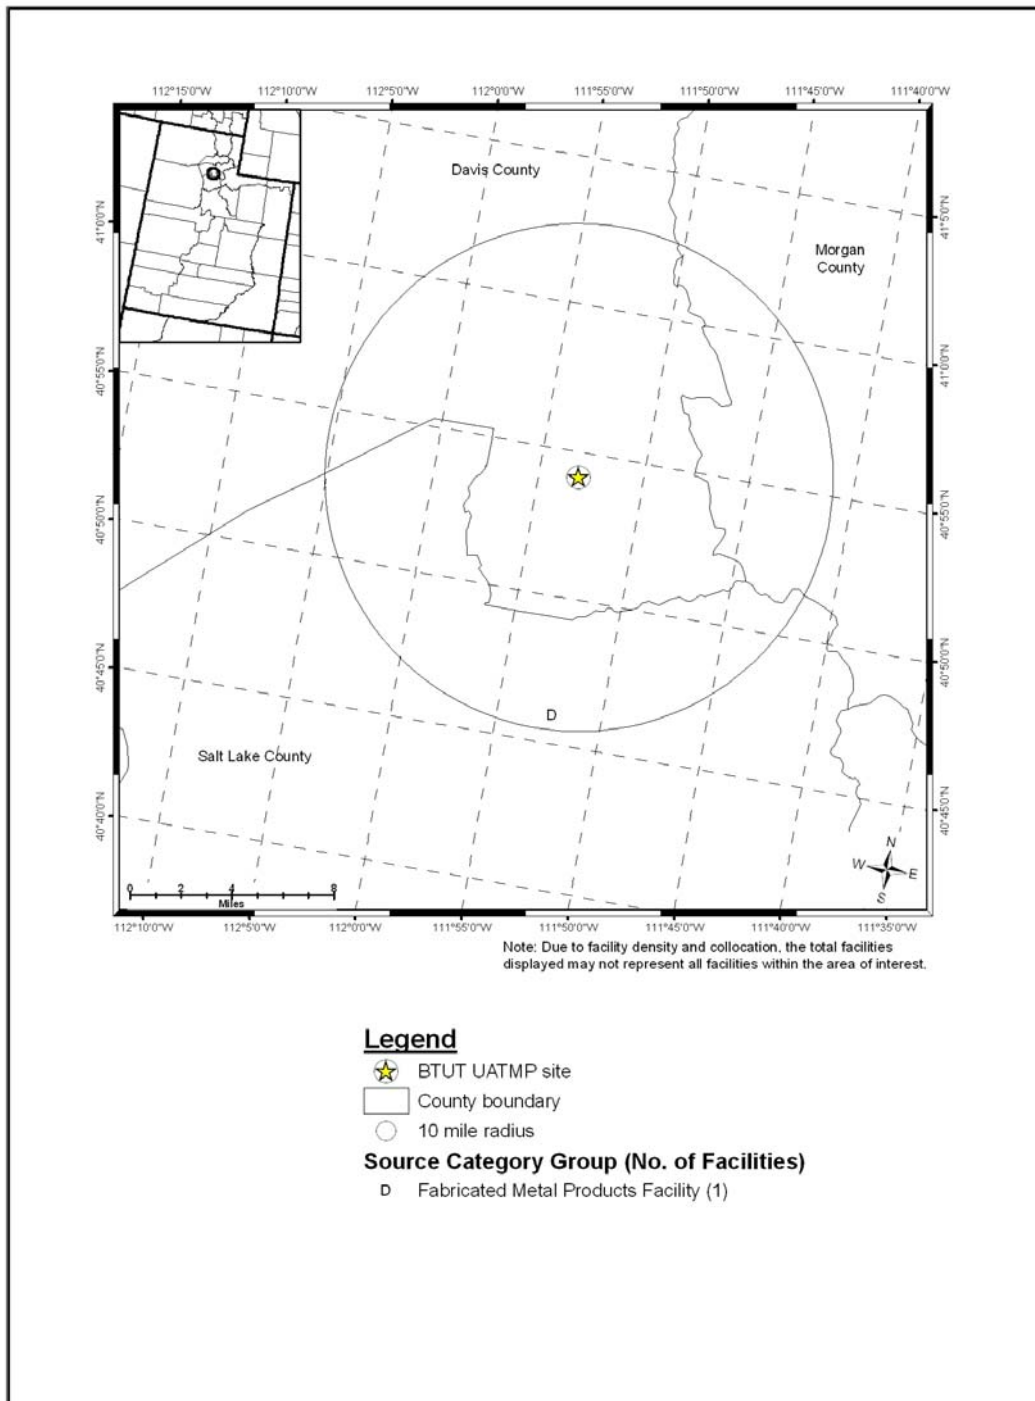 112°15'0"W 112°10'0"W 112°5'0"W 112°0'0"W 111°55'0"W 111°50'0"W 111°45'0"W 111°40'0"W
Davis County
Morgan
County
41°0'0"N
40°55'0"N
40°50'0"N
40°45'0"N
40°40'0"N
41°5'0"N
41°0'0"N
40°55'0"N
40°50'0"N
40°45'0"N
D
Salt Lake County
N
W E
S
0 2 4 8
Miles
112°10'0"W 112°5'0"W 112°0'0"W 111°55'0"W 111°50'0"W 111°45'0"W 111°40'0"W 111°35'0"W
Note: Due to facility density and collocation, the total facilities
displayed may not represent all facilities within the area of interest.
Legend
BTUT UATMP site
County boundary
10 mile radius
Source Category Group (No. of Facilities)
D Fabricated Metal Products Facility (1)